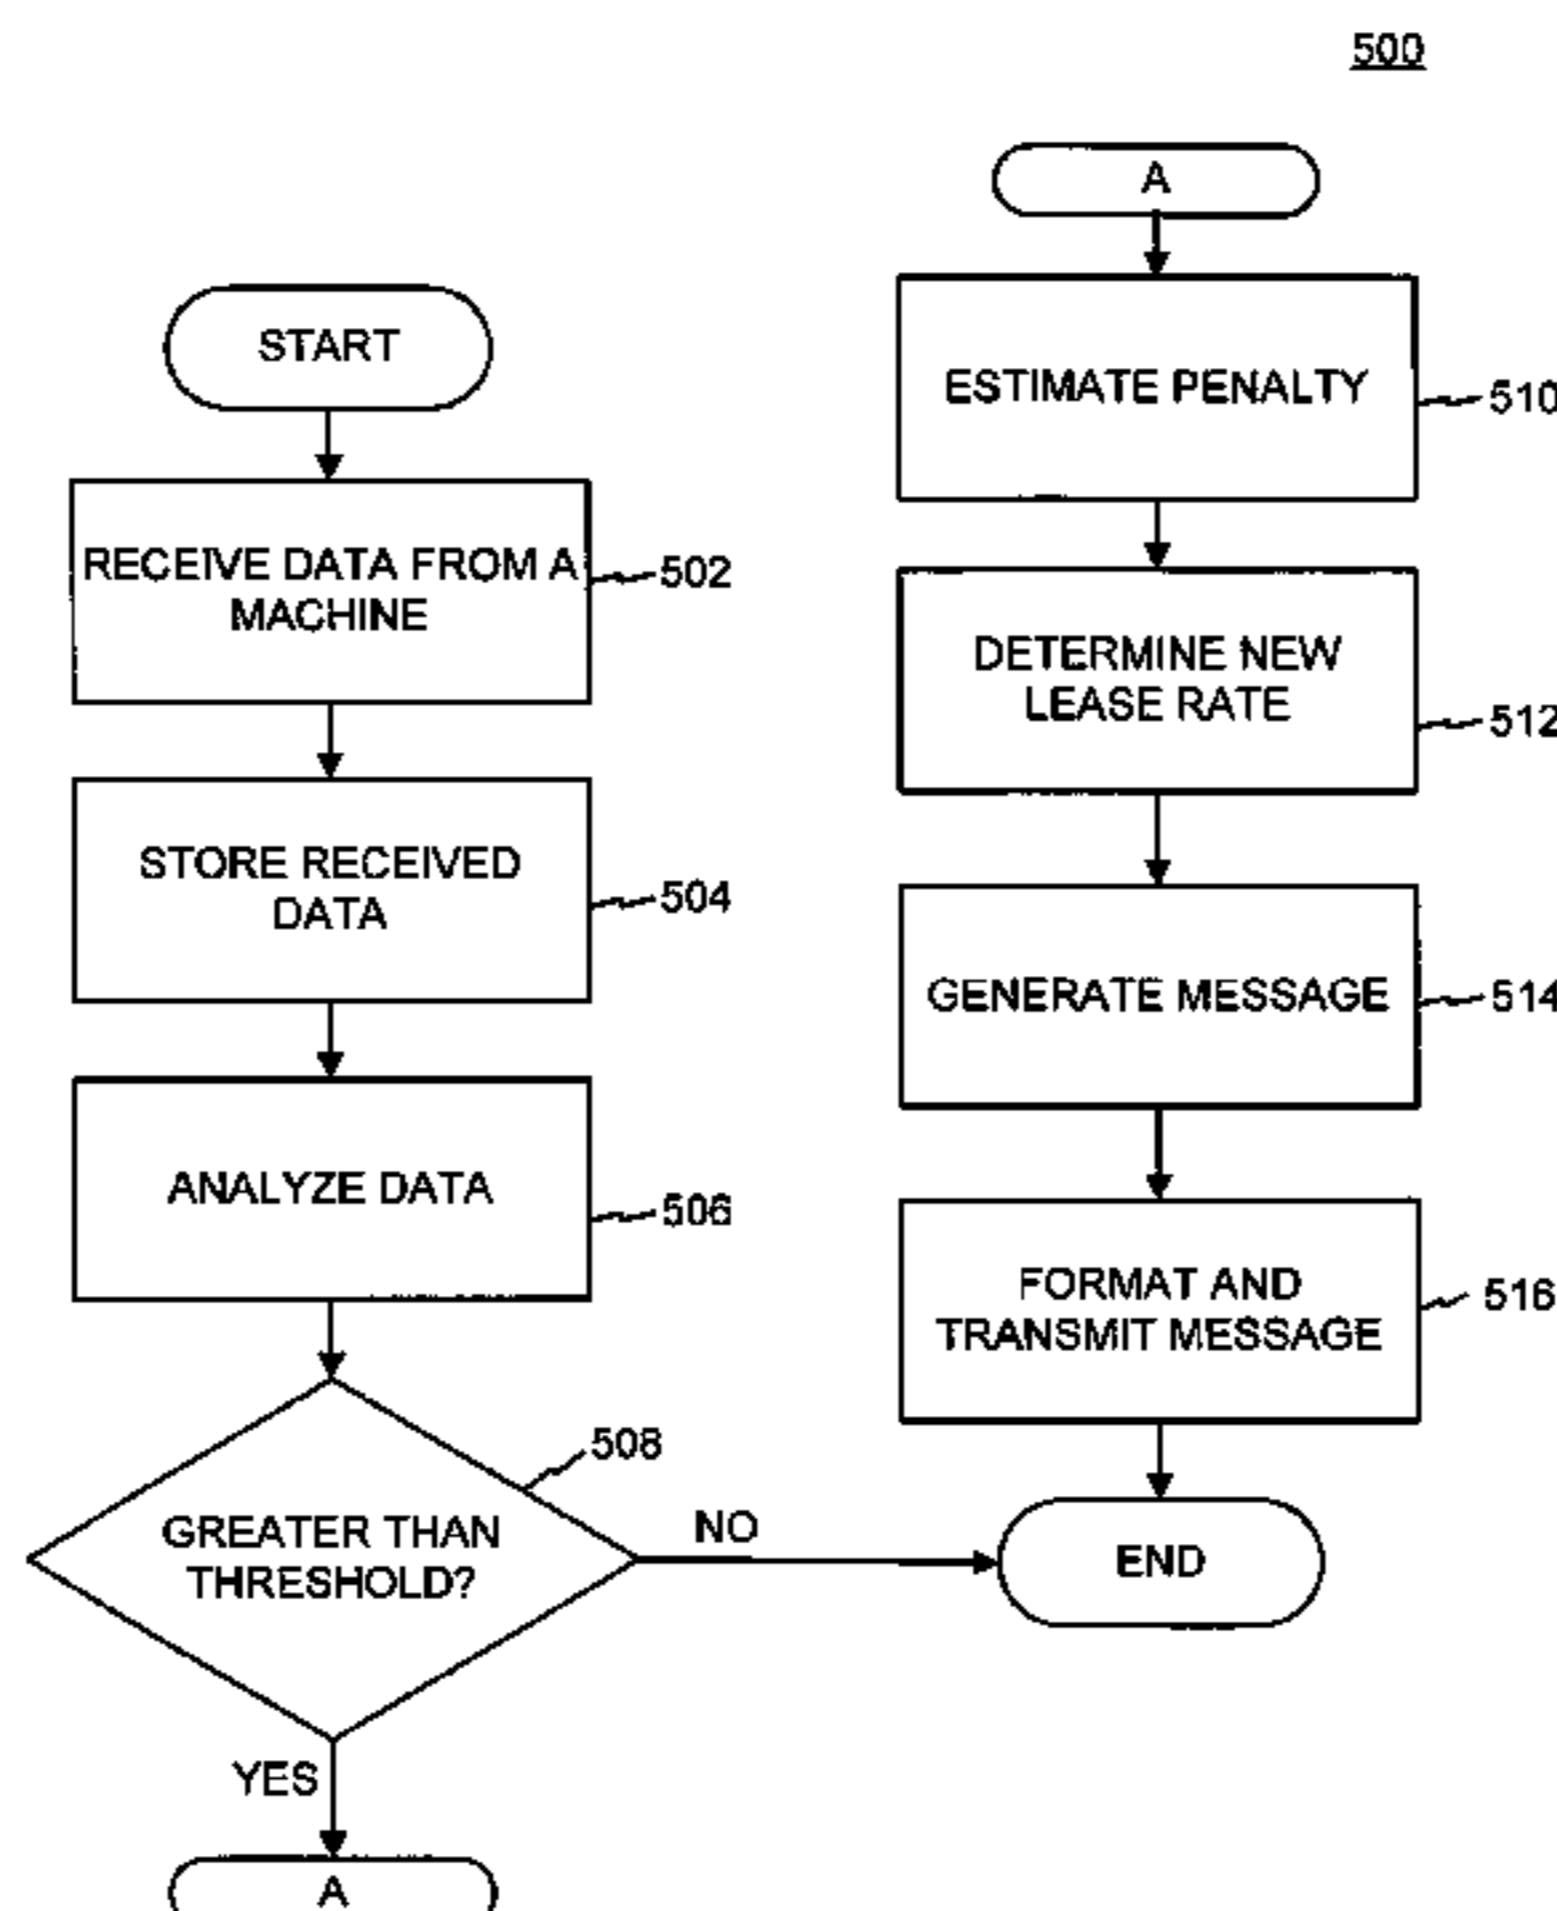 500
START
RECEIVE DATA FROM A
MACHINE
502
STORE RECEIVED
DATA
504
ANALYZE DATA
506
508
GREATER THAN
THRESHOLD?
NO
YES
A
A
ESTIMATE PENALTY
510
DETERMINE NEW
LEASE RATE
512
GENERATE MESSAGE
514
FORMAT AND
TRANSMIT MESSAGE
516
END